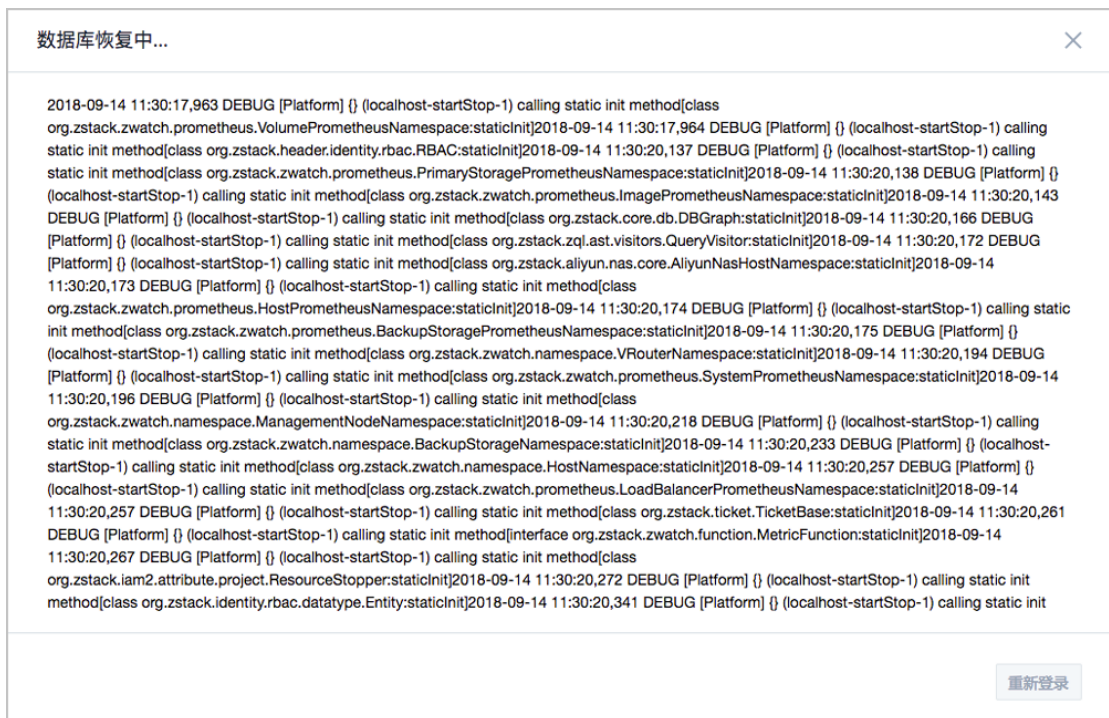 数据库恢复中...
2018-09-14 11:30:17,963 DEBUG [Platform] {} (localhost-startStop-1) calling static init method[class
org.zstack.zwatch.prometheus.VolumePrometheusNamespace:staticInit]2018-09-14 11:30:17,964 DEBUG [Platform] {} (localhost-startStop-1) calling
static init method[class org.zstack.header.identity.rbac.RBAC:staticInit]2018-09-14 11:30:20,137 DEBUG [Platform] {} (localhost-startStop-1) calling
static init method[class org.zstack.zwatch.prometheus.PrimaryStoragePrometheusNamespace:staticInit]2018-09-14 11:30:20,138 DEBUG [Platform] {}
(localhost-startStop-1) calling static init method[class org.zstack.zwatch.prometheus.ImagePrometheusNamespace:staticInit]2018-09-14 11:30:20,143
DEBUG [Platform] {} (localhost-startStop-1) calling static init method[class org.zstack.core.db.DBGraph:staticInit]2018-09-14 11:30:20,166 DEBUG
[Platform] {} (localhost-startStop-1) calling static init method[class org.zstack.zql.ast.visitors.QueryVisitor:staticInit]2018-09-14 11:30:20,172 DEBUG
[Platform] {} (localhost-startStop-1) calling static init method[class org.zstack.aliyun.nas.core.AliyunNasHostNamespace:staticInit]2018-09-14
11:30:20,173 DEBUG [Platform] {} (localhost-startStop-1) calling static init method[class
org.zstack.zwatch.prometheus.HostPrometheusNamespace:staticInit]2018-09-14 11:30:20,174 DEBUG [Platform] {} (localhost-startStop-1) calling static
init method[class org.zstack.zwatch.prometheus.BackupStoragePrometheusNamespace:staticInit]2018-09-14 11:30:20,175 DEBUG [Platform] {}
(localhost-startStop-1) calling static init method[class org.zstack.zwatch.namespace.VRouterNamespace:staticInit]2018-09-14 11:30:20,194 DEBUG
[Platform] {} (localhost-startStop-1) calling static init method[class org.zstack.zwatch.prometheus.SystemPrometheusNamespace:staticInit]2018-09-14
11:30:20,196 DEBUG [Platform] {} (localhost-startStop-1) calling static init method[class
org.zstack.zwatch.namespace.ManagementNodeNamespace:staticInit]2018-09-14 11:30:20,218 DEBUG [Platform] {} (localhost-startStop-1) calling
static init method[class org.zstack.zwatch.namespace.BackupStorageNamespace:staticInit]2018-09-14 11:30:20,233 DEBUG [Platform] {} (localhost-
startStop-1) calling static init method[class org.zstack.zwatch.namespace.HostNamespace:staticInit]2018-09-14 11:30:20,257 DEBUG [Platform] {}
(localhost-startStop-1) calling static init method[class org.zstack.zwatch.prometheus.LoadBalancerPrometheusNamespace:staticInit]2018-09-14
11:30:20,257 DEBUG [Platform] {} (localhost-startStop-1) calling static init method[class org.zstack.ticket.TicketBase:staticInit]2018-09-14 11:30:20,261
DEBUG [Platform] {} (localhost-startStop-1) calling static init method[interface org.zstack.zwatch.function.MetricFunction:staticInit]2018-09-14
11:30:20,267 DEBUG [Platform] {} (localhost-startStop-1) calling static init method[class
org.zstack.iam2.attribute.project.ResourceStopper:staticInit]2018-09-14 11:30:20,272 DEBUG [Platform] {} (localhost-startStop-1) calling static init
method[class org.zstack.identity.rbac.datatype.Entity:staticInit]2018-09-14 11:30:20,341 DEBUG [Platform] {} (localhost-startStop-1) calling static init
重新登录